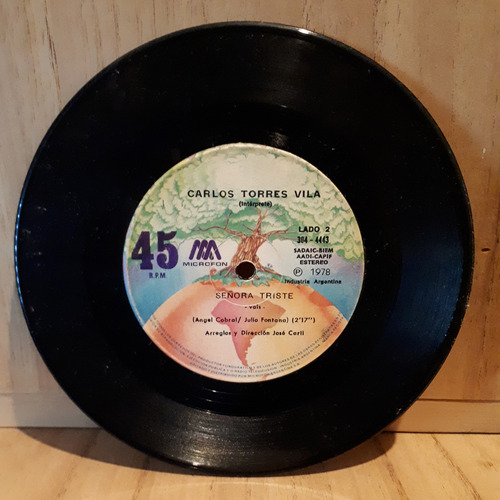 CARLOS TORRES VILA
(Intérprete)
LADO 2
304 - 4443
SADAIC-BIEM
AADI-CAPIF
ESTEREO
℗ 1978
Industria Argentina
45
R.P.M.
MICROFON
SEÑORA TRISTE
- vals -
(Angel Cabral/ Julio Fontana) (2'17")
Arreglos y Dirección José Carli